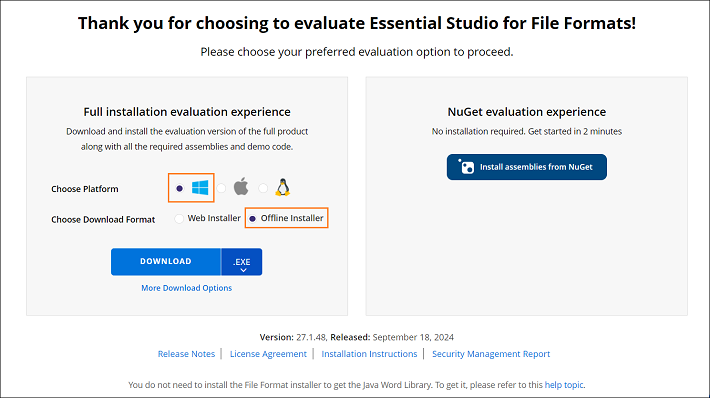 Thank you for choosing to evaluate Essential Studio for File Formats!
Please choose your preferred evaluation option to proceed.
Full installation evaluation experience
Download and install the evaluation version of the full product
along with all the required assemblies and demo code.
Choose Platform
Choose Download Format
Web Installer
Offline Installer
DOWNLOAD
.EXE
More Download Options
NuGet evaluation experience
No installation required. Get started in 2 minutes
Install assemblies from NuGet
Version: 27.1.48, Released: September 18, 2024
Release Notes | License Agreement | Installation Instructions | Security Management Report
You do not need to install the File Format installer to get the Java Word Library. To get it, please refer to this help topic.